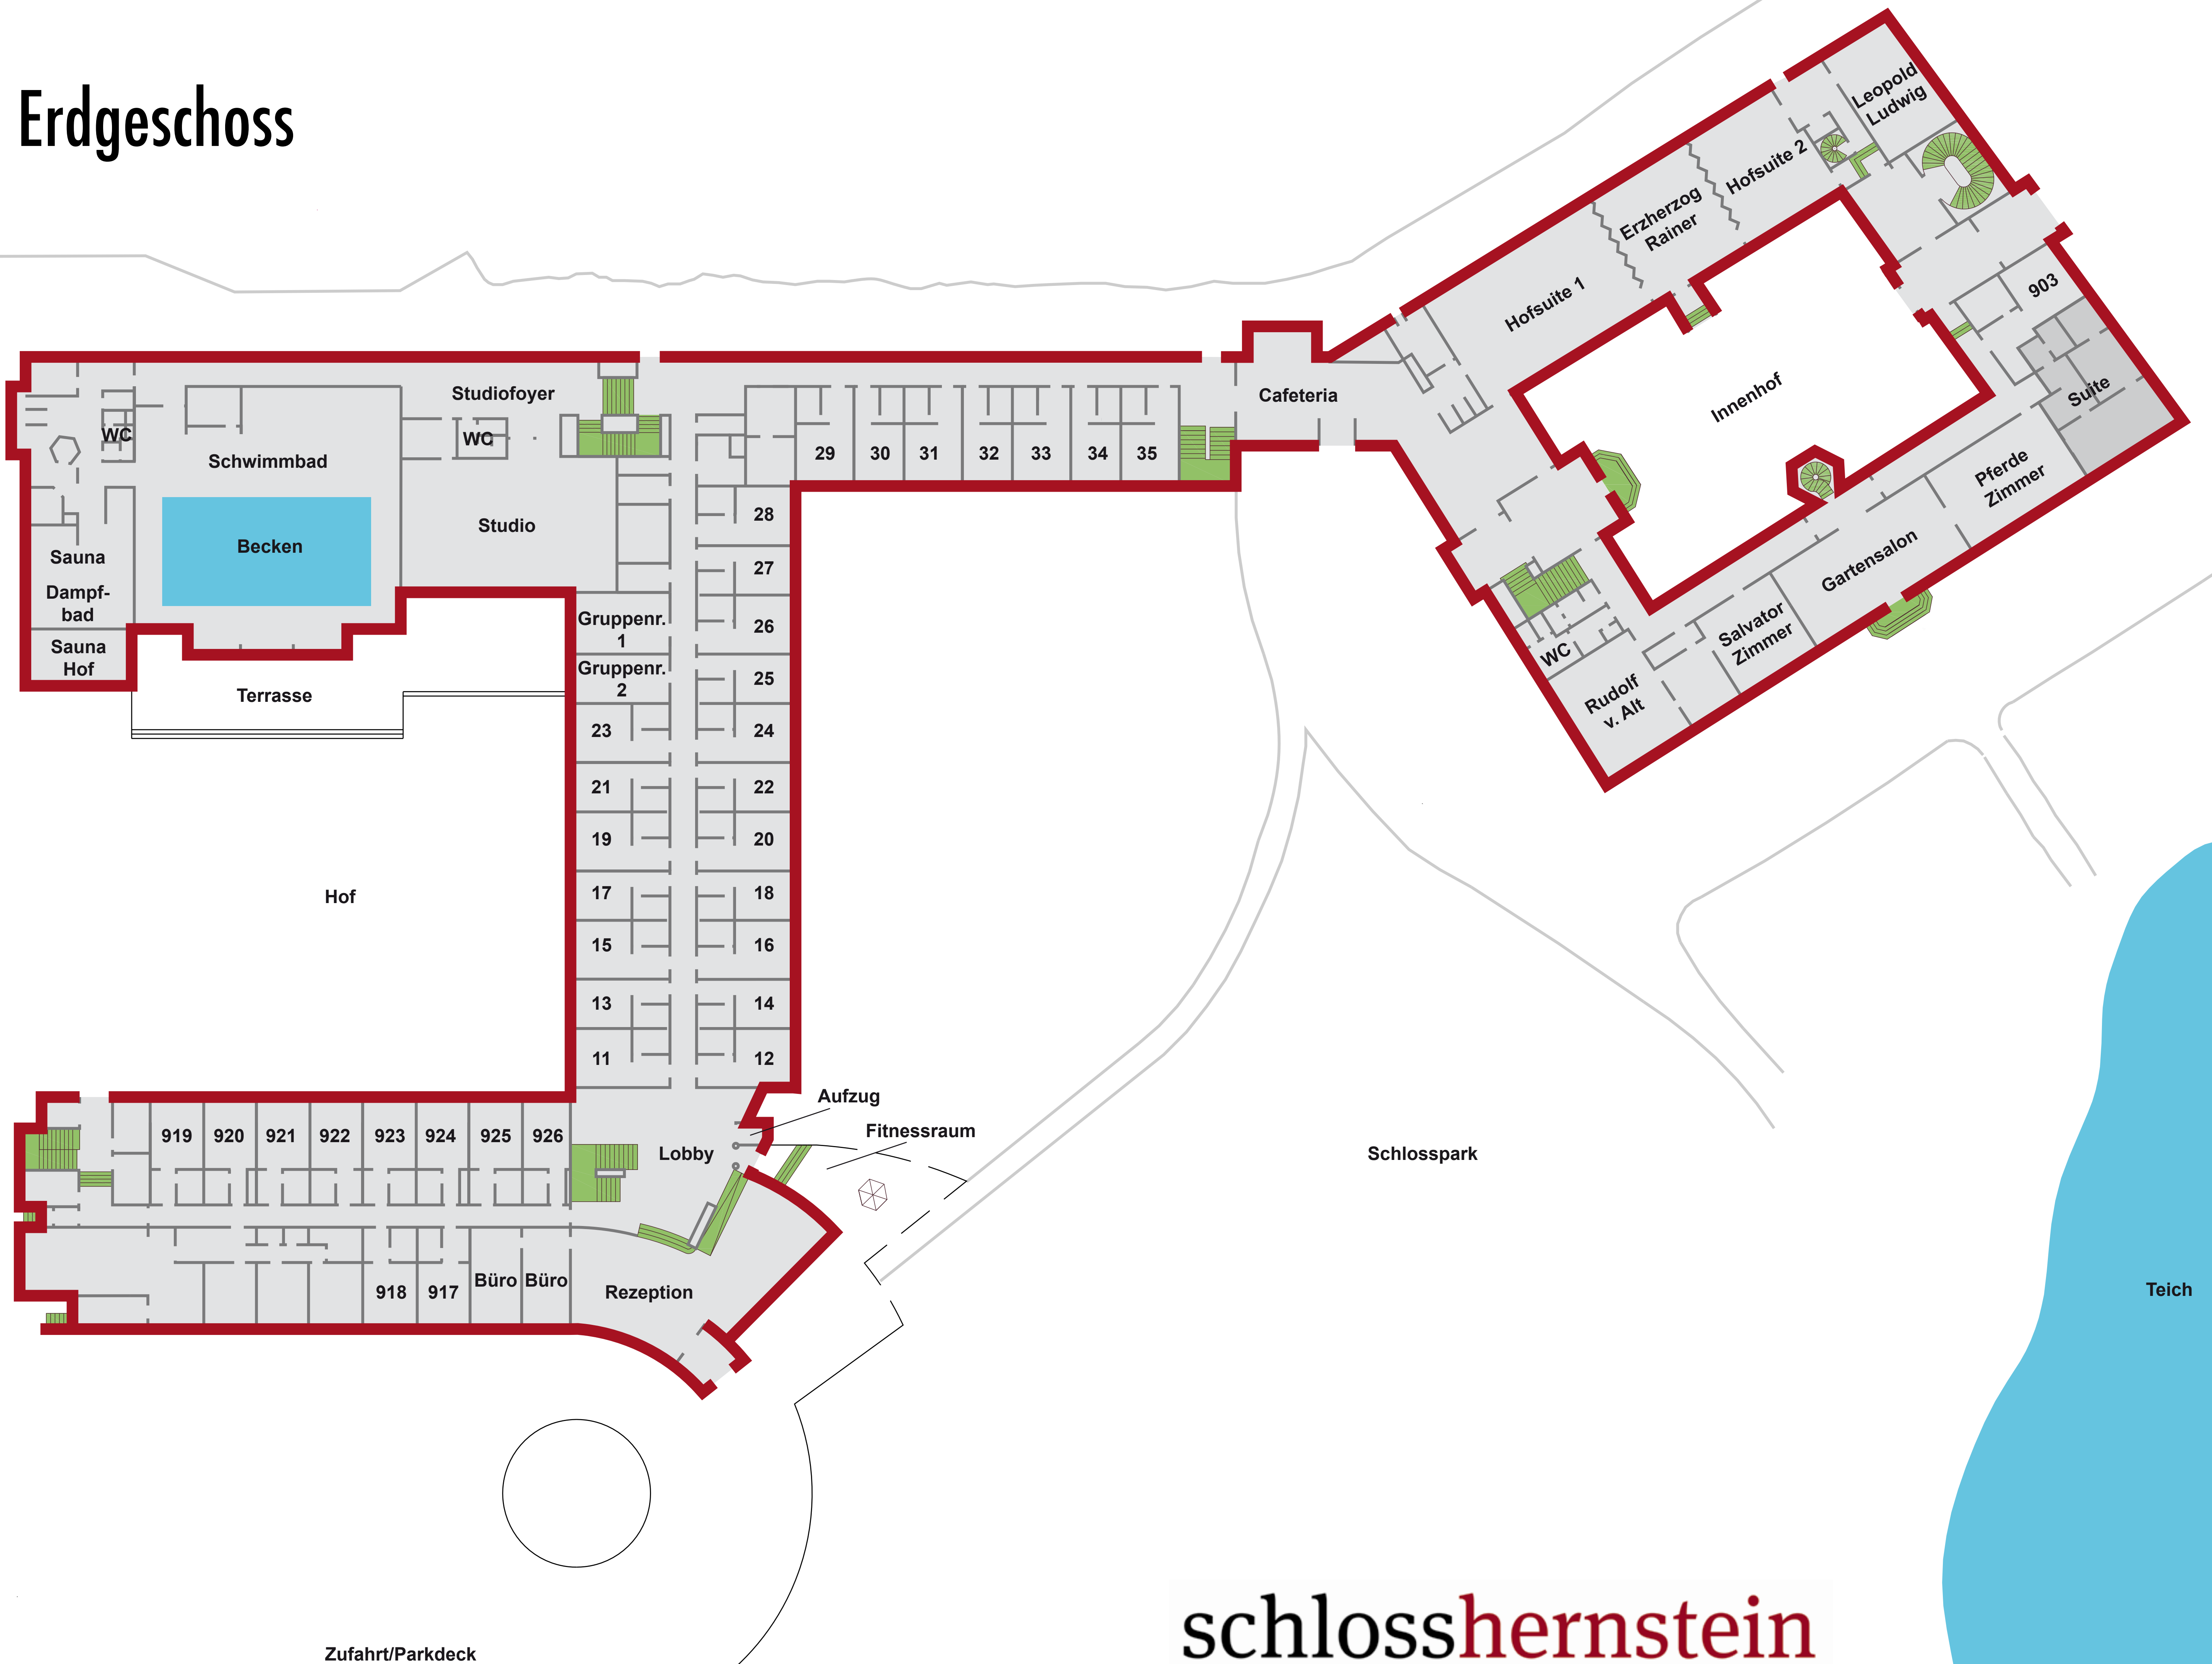 Erdgeschoss
Leopold
Ludwig
Hofsuite 2
Erzherzog
Rainer
Hofsuite 1
903
Suite
Innenhof
Pferde
Zimmer
Gartensalon
Salvator
Zimmer
Rudolf
v. Alt
WC
Cafeteria
Studiofoyer
WC
WC
Schwimmbad
Becken
Studio
Sauna
Dampf-
bad
Sauna
Hof
Terrasse
Hof
29
30
31
32
33
34
35
28
27
26
25
24
22
20
18
16
14
12
Gruppenr.
1
Gruppenr.
2
23
21
19
17
15
13
11
Aufzug
Fitnessraum
Lobby
919
920
921
922
923
924
925
926
918
917
Büro
Büro
Rezeption
Schlosspark
Teich
Zufahrt/Parkdeck
schlosshernstein